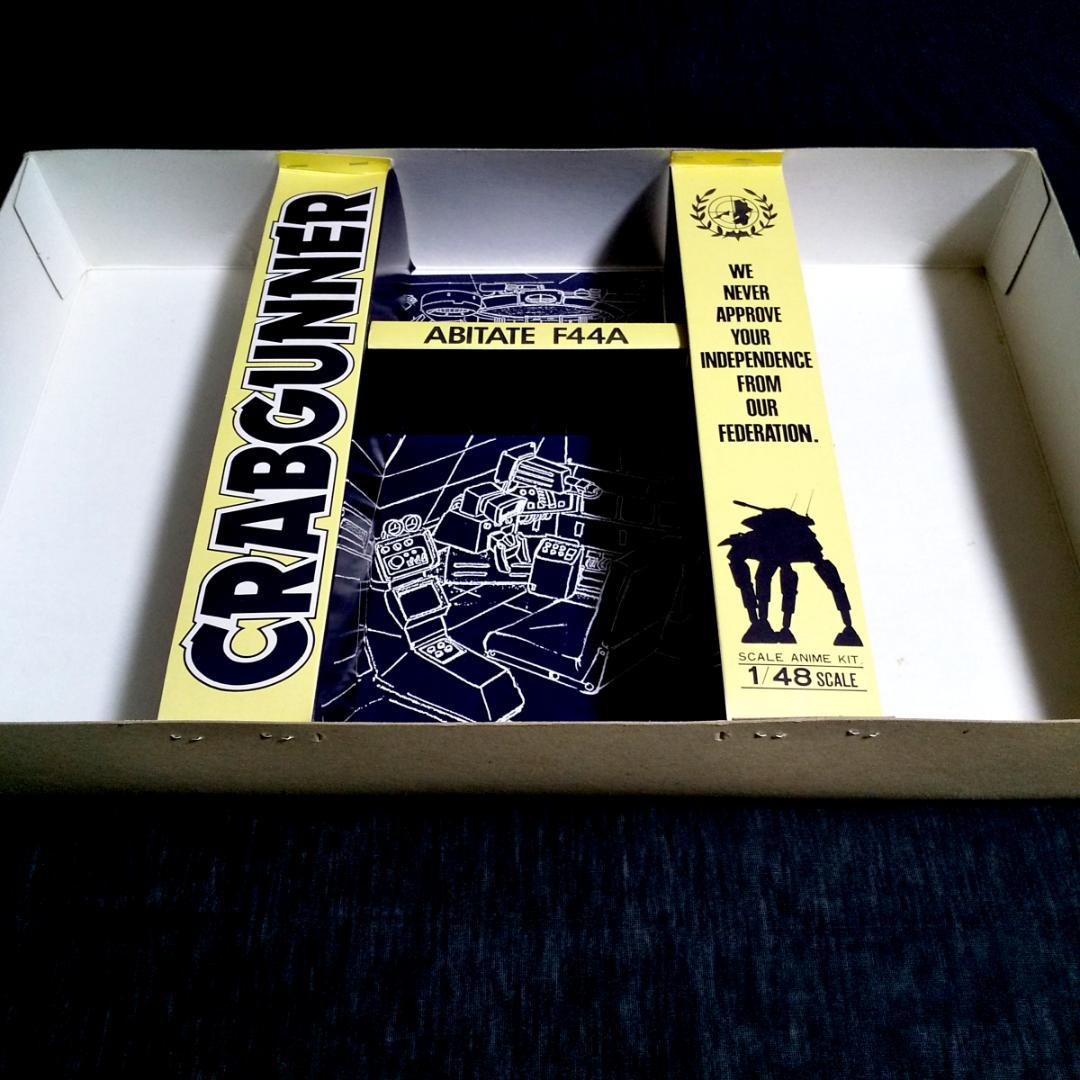 CRABGUNNER
ABITATE F44A
WE
NEVER
APPROVE
YOUR
INDEPENDENCE
FROM
OUR
FEDERATION.
SCALE ANIME KIT.
1/48 SCALE